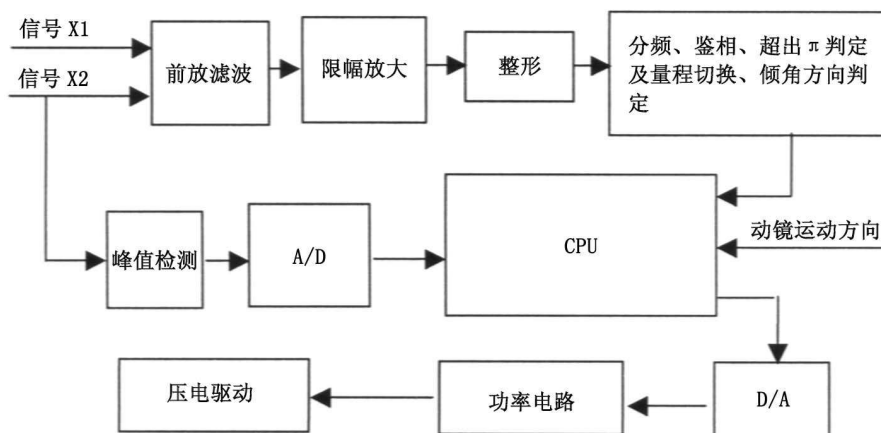 信号 X1
信号 X2
前放滤波
限幅放大
整形
分频、鉴相、超出 π 判定
及量程切换、倾角方向判
定
峰值检测
A/D
CPU
动镜运动方向
压电驱动
功率电路
D/A